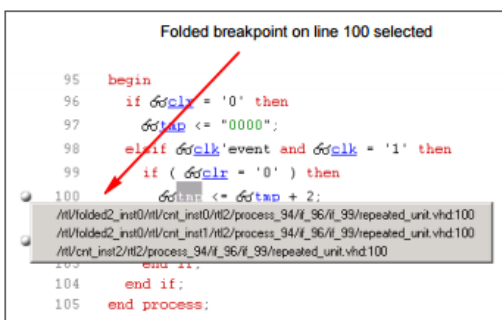 Folded breakpoint on line 100 selected
95 begin
96 if clr = '0' then
97 tmp <= "0000";
98 elsif clk'event and clk = '1' then
99 if ( clr = '0' ) then
100 tmp <= tmp + 2;
/rtl/folded2_inst0/rtl/cnt_inst0/rtl2/process_94/if_96/if_99/repeated_unit.vhd:100
/rtl/folded2_inst0/rtl/cnt_inst1/rtl2/process_94/if_96/if_99/repeated_unit.vhd:100
/rtl/cnt_inst2/rtl2/process_94/if_96/if_99/repeated_unit.vhd:100
103 end if;
104 end if;
105 end process;